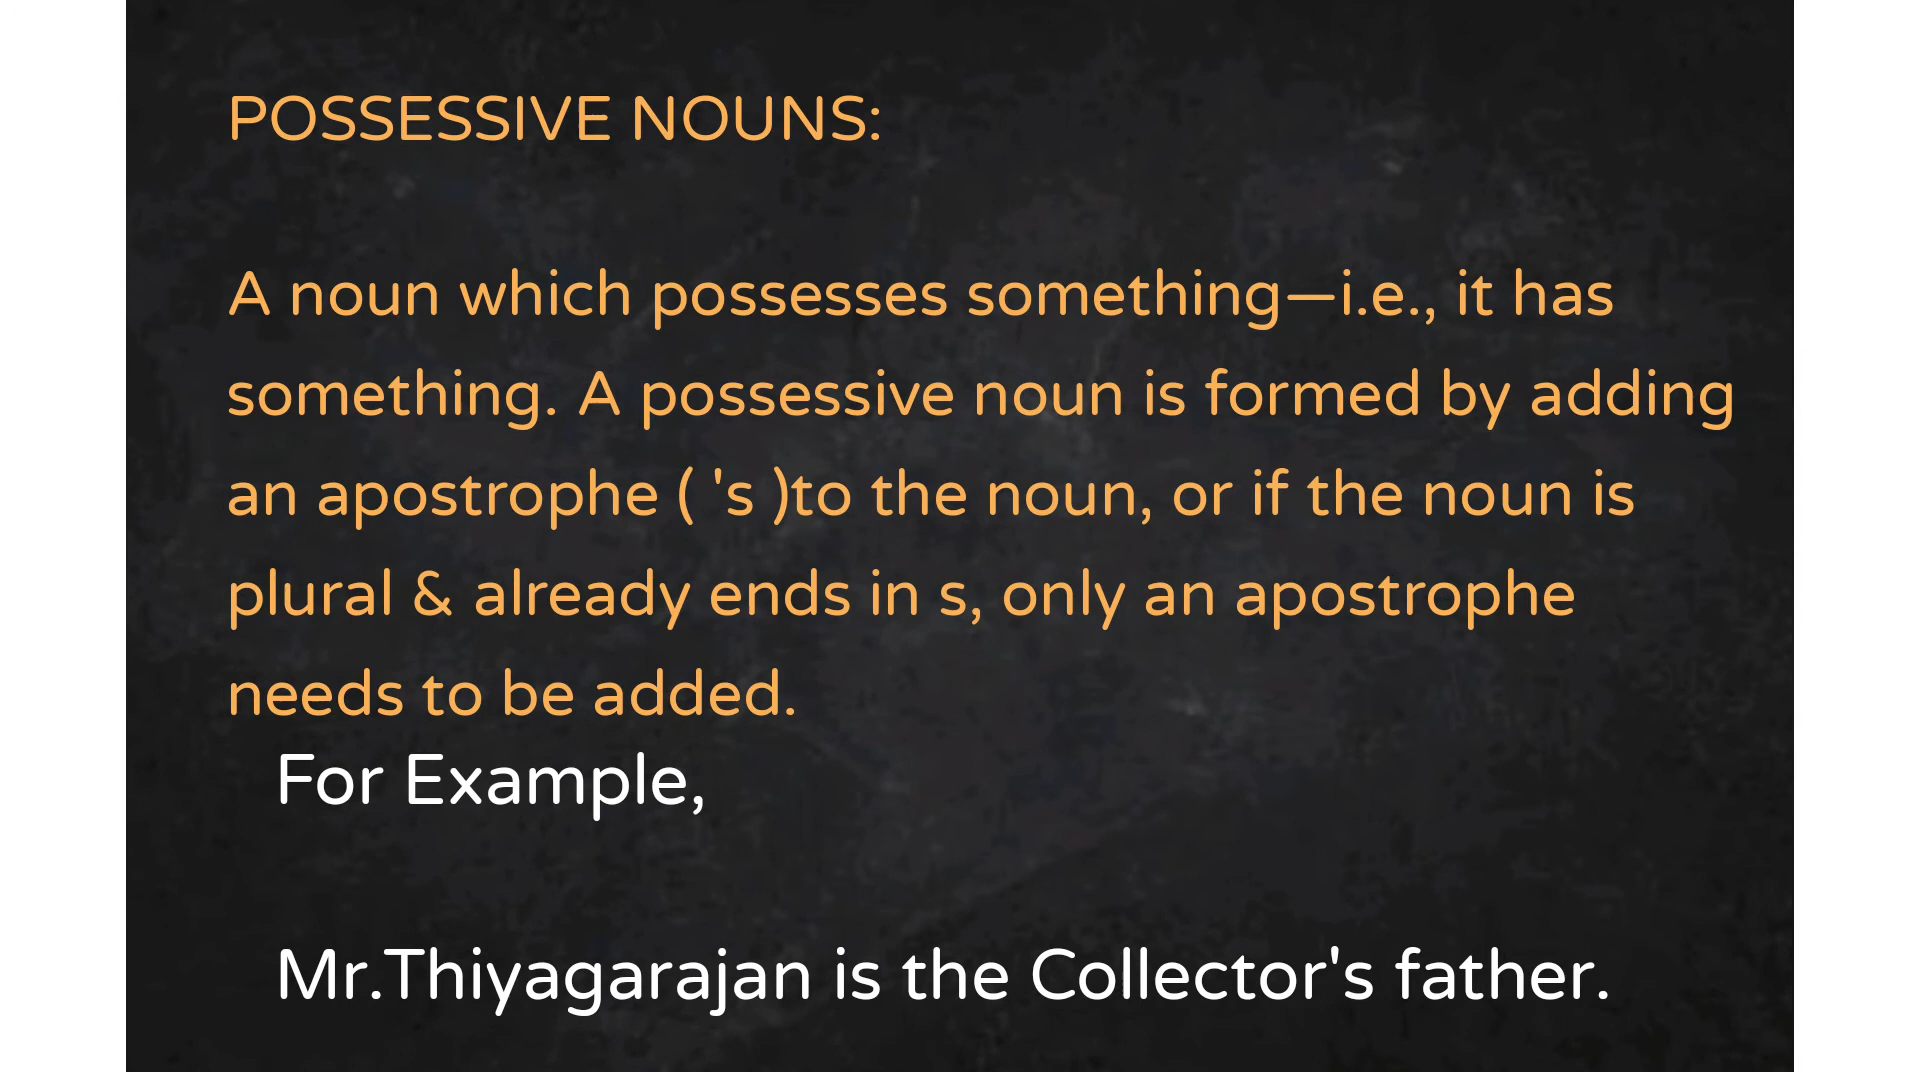 POSSESSIVE NOUNS:
A noun which possesses something—i.e., it has
something. A possessive noun is formed by adding
an apostrophe ( 's )to the noun, or if the noun is
plural & already ends in s, only an apostrophe
needs to be added.
For Example,
Mr.Thiyagarajan is the Collector's father.